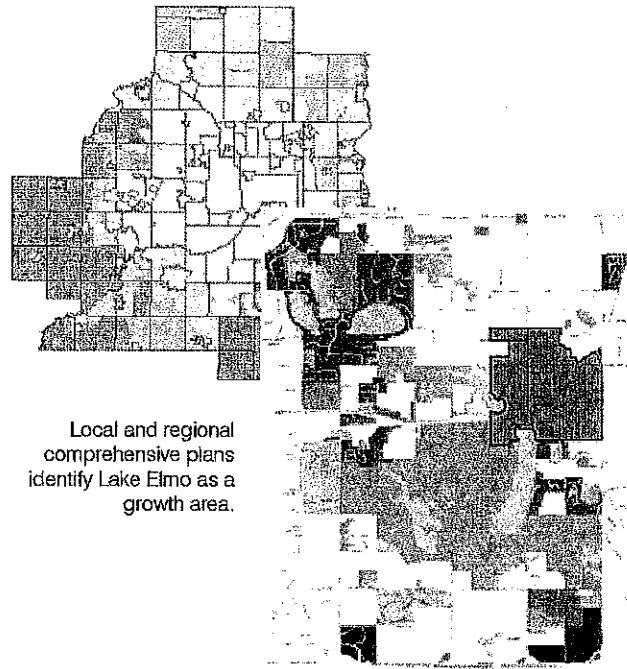 Local and regional
comprehensive plans
identify Lake Elmo as a
growth area.